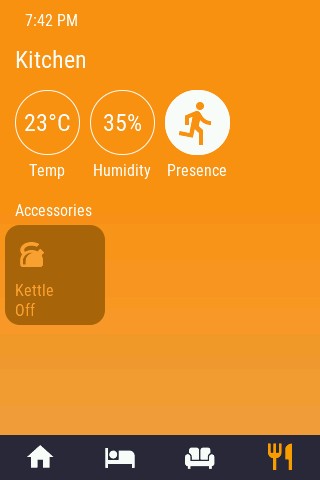 7:42 PM
Kitchen
23°C 35%
Temp Humidity Presence
Accessories
Kettle
Off